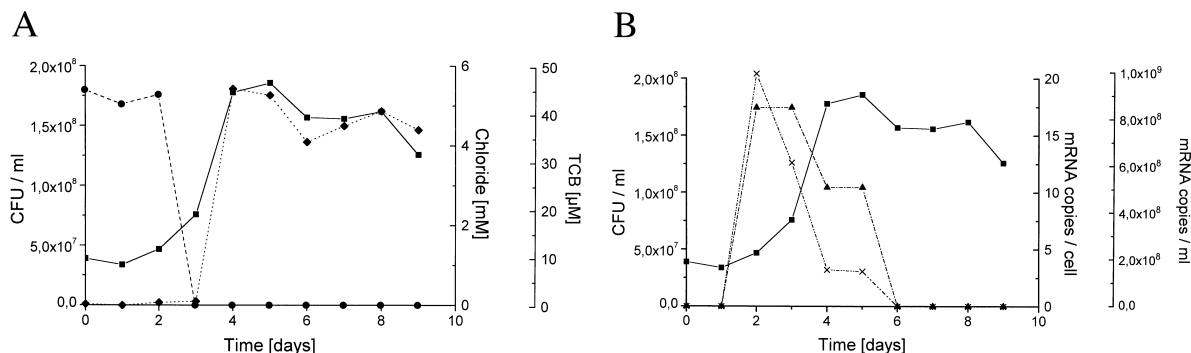 A
2,0x10⁸
1,5x10⁸
1,0x10⁸
5,0x10⁷
0,0
CFU / ml
0 2 4 6 8 10
Time [days]
6
4
2
0
Chloride [mM]
50
40
30
20
10
0
TCB [µM]
B
2,0x10⁸
1,5x10⁸
1,0x10⁸
5,0x10⁷
0,0
CFU / ml
0 2 4 6 8 10
Time [days]
20
15
10
5
0
mRNA copies / cell
1,0x10⁹
8,0x10⁸
6,0x10⁸
4,0x10⁸
2,0x10⁸
0,0
mRNA copies / ml